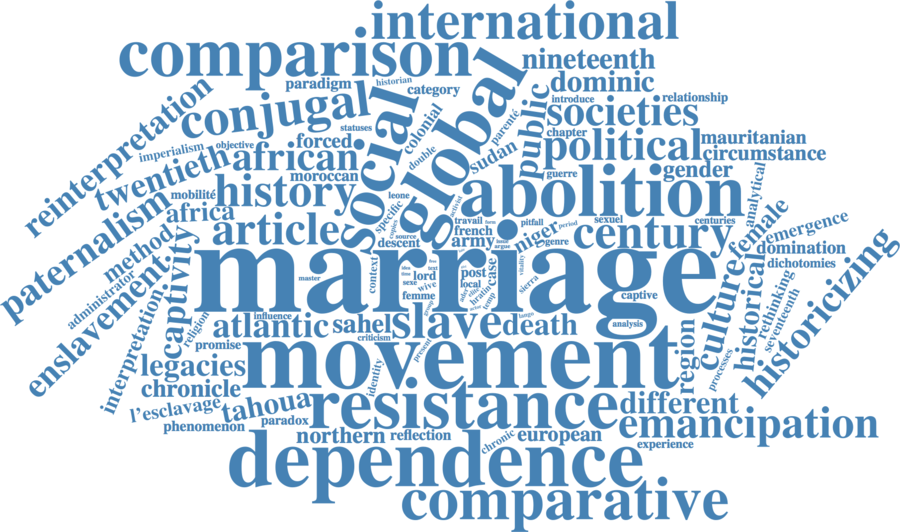 international
comparison
nineteenth
paradigm
historian
category
dominic
introduce
relationship
conjugal
social
global
public
societies
reinterpretation
statuses
colonial
parenté
chapter
political
mauritanian
imperialism
objective
forced
double
sudan
circumstance
twentieth
african
moroccan
guerre
gender
paternalism
mobilité
history
leone
specific
activist
abolition
analytical
africa
article
source
descent
travail
french
army
niger
period
pitfall
genre
sexuel
century
centuries
female
emergence
method
captivity
marriage
domination
administrator
enslavement
context
master
lord
text
sexe
wive
femme
post
local
case
argue
vitality
sierra
captive
culture
historical
rethinking
dichotomies
seventeenth
historicizing
interpretation
religion
influence
atlantic
sahel
slave
death
analysis
criticism
promise
present
legacies
movement
region
processes
chronicle
identity
l'esclavage
tahoua
resistance
different
phenomenon
paradox
emancipation
northern
reflection
chronic
european
experience
dependence
comparative